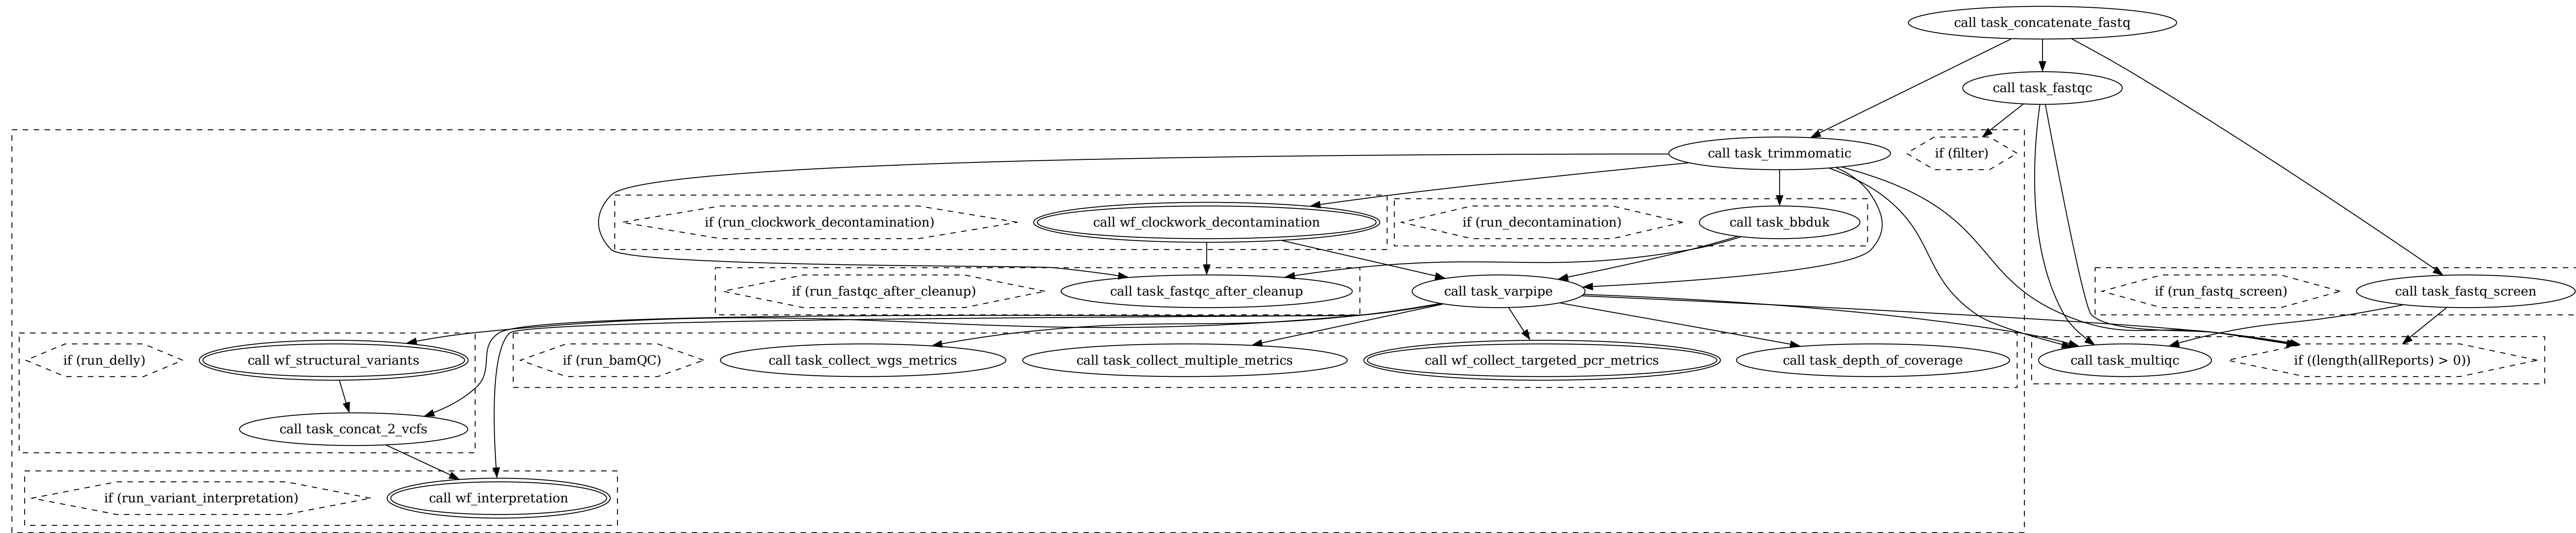 call task_concatenate_fastq
call task_fastqc
call task_trimmomatic
if (filter)
if (run_clockwork_decontamination)
call wf_clockwork_decontamination
if (run_decontamination)
call task_bbduk
if (run_fastqc_after_cleanup)
call task_fastqc_after_cleanup
call task_varpipe
if (run_fastq_screen)
call task_fastq_screen
if (run_delly)
call wf_structural_variants
if (run_bamQC)
call task_collect_wgs_metrics
call task_collect_multiple_metrics
call wf_collect_targeted_pcr_metrics
call task_depth_of_coverage
call task_multiqc
if ((length(allReports) > 0))
call task_concat_2_vcfs
if (run_variant_interpretation)
call wf_interpretation